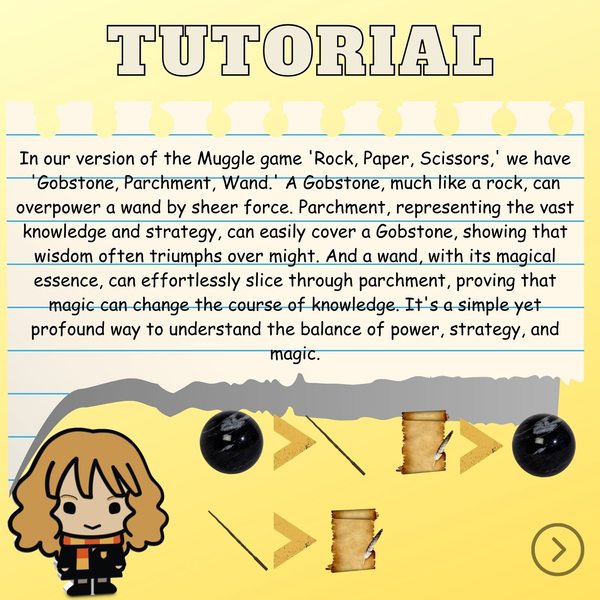 TUTORIAL
In our version of the Muggle game 'Rock, Paper, Scissors,' we have
'Gobstone, Parchment, Wand.' A Gobstone, much like a rock, can
overpower a wand by sheer force. Parchment, representing the vast
knowledge and strategy, can easily cover a Gobstone, showing that
wisdom often triumphs over might. And a wand, with its magical
essence, can effortlessly slice through parchment, proving that
magic can change the course of knowledge. It's a simple yet
profound way to understand the balance of power, strategy, and
magic.